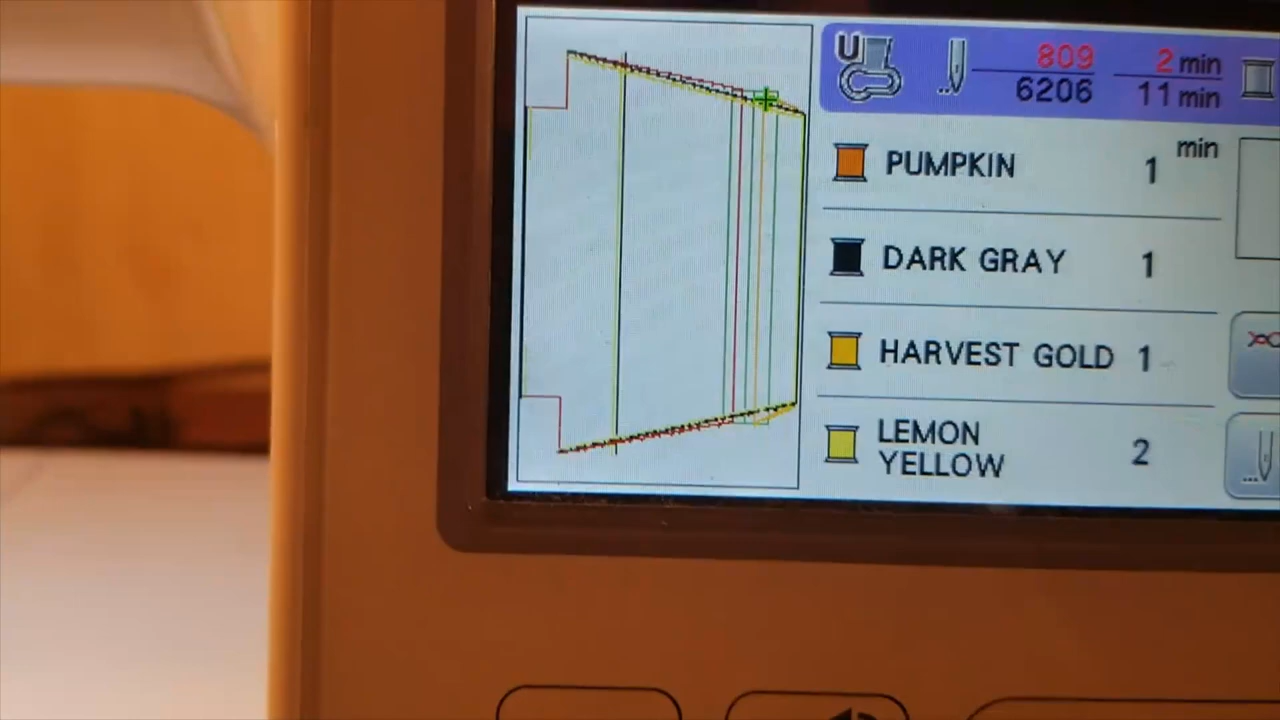 U 809 2 min
6206 11 min
min
PUMPKIN 1
DARK GRAY 1
HARVEST GOLD 1
LEMON
YELLOW 2